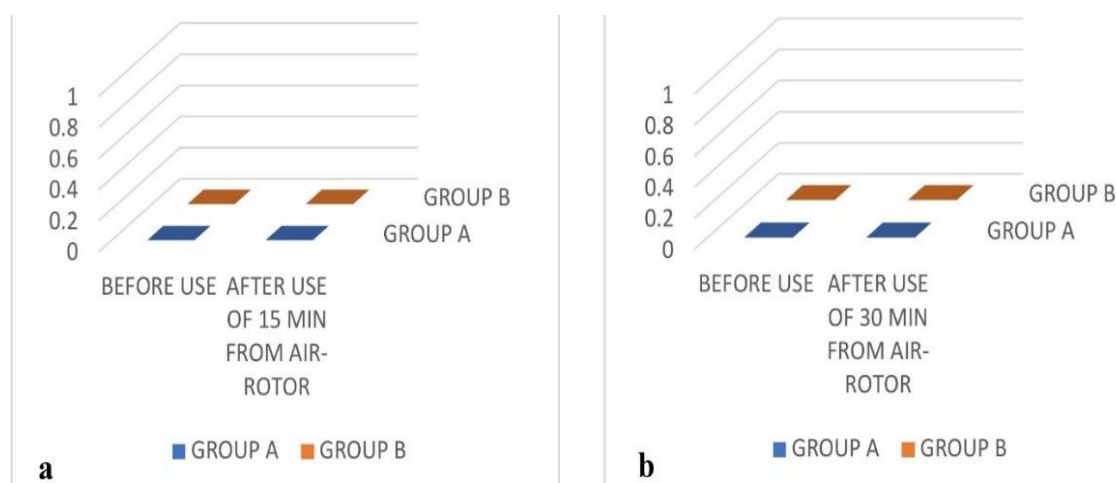 1
0.8
0.6
0.4
0.2
0
GROUP B
GROUP A
BEFORE USE AFTER USE
OF 15 MIN
FROM AIR-
ROTOR
GROUP A GROUP B
a
1
0.8
0.6
0.4
0.2
0
GROUP B
GROUP A
BEFORE USE AFTER USE
OF 30 MIN
FROM AIR-
ROTOR
GROUP A GROUP B
b